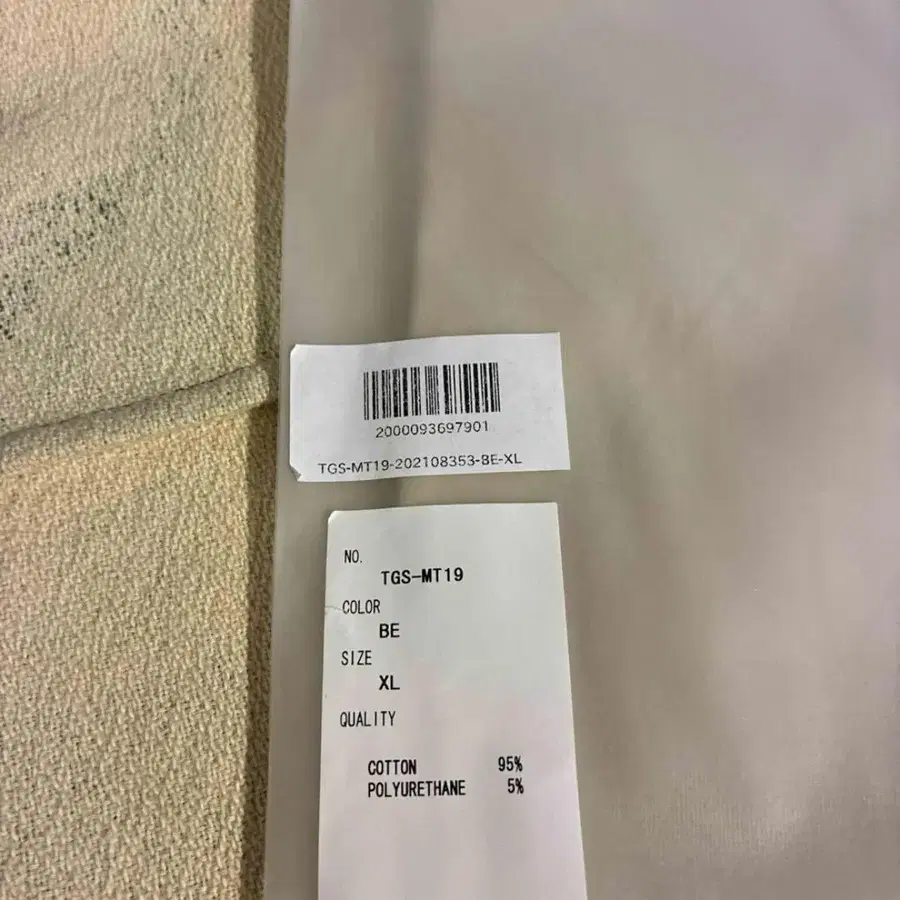 2000093697901
TGS-MT19-202108353-BE-XL
NO.
TGS-MT19
COLOR
BE
SIZE
XL
QUALITY
COTTON 95%
POLYURETHANE 5%